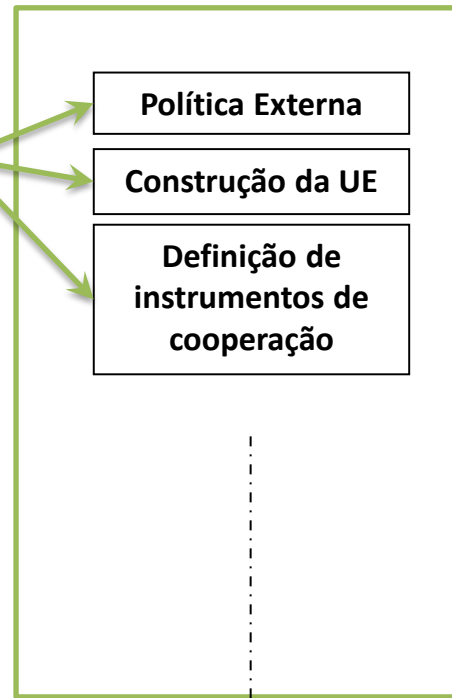 Política Externa
Construção da UE
Definição de
instrumentos de
cooperação